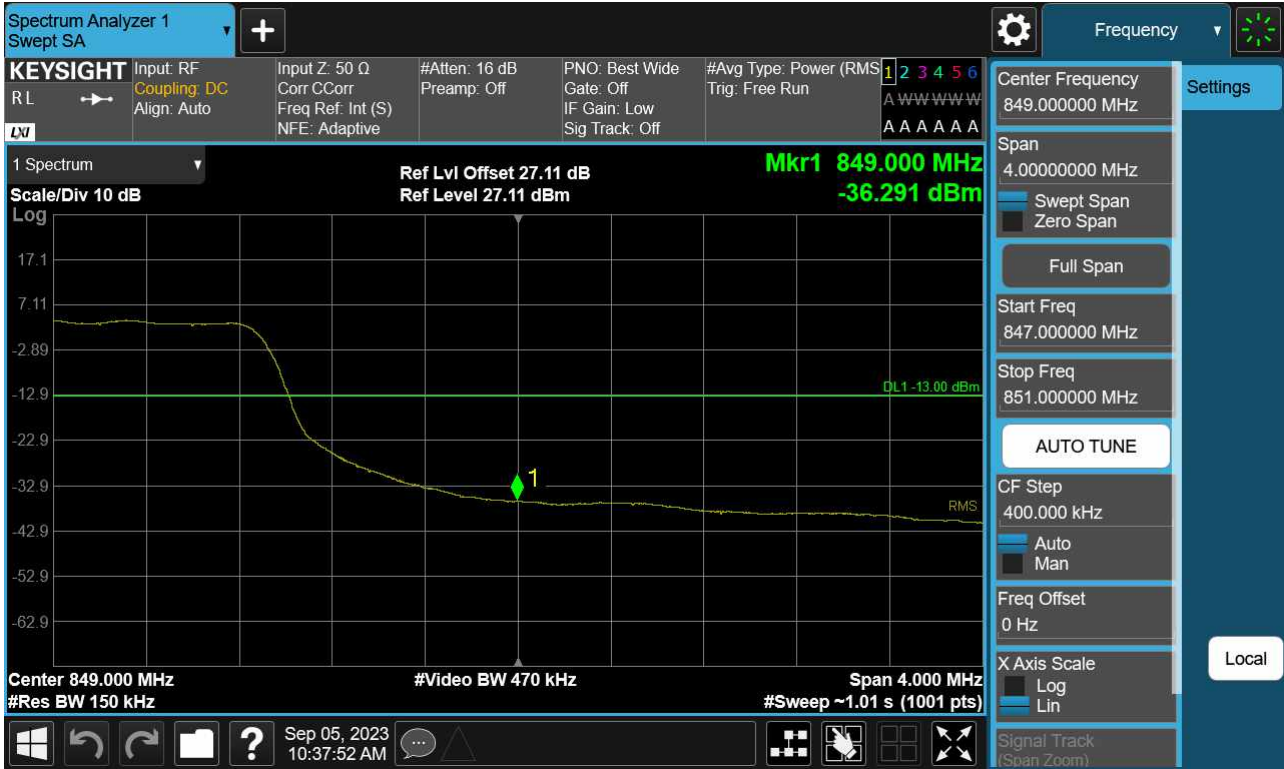 Spectrum Analyzer 1
Swept SA
+
Frequency
KEYSIGHT
Input: RF
Coupling: DC
Align: Auto
Input Z: 50 Ω
Corr CCorr
Freq Ref: Int (S)
NFE: Adaptive
#Atten: 16 dB
Preamp: Off
PNO: Best Wide
Gate: Off
IF Gain: Low
Sig Track: Off
#Avg Type: Power (RMS
Trig: Free Run
1 2 3 4 5 6
A W W W W W
A A A A A A
R L
LXI
1 Spectrum
Scale/Div 10 dB
Log
Ref Lvl Offset 27.11 dB
Ref Level 27.11 dBm
Mkr1 849.000 MHz
-36.291 dBm
17.1
7.11
-2.89
-12.9
-22.9
-32.9
-42.9
-52.9
-62.9
DL1 -13.00 dBm
1
RMS
Center 849.000 MHz
#Res BW 150 kHz
#Video BW 470 kHz
Span 4.000 MHz
#Sweep ~1.01 s (1001 pts)
Center Frequency
849.000000 MHz
Span
4.00000000 MHz
Swept Span
Zero Span
Full Span
Start Freq
847.000000 MHz
Stop Freq
851.000000 MHz
AUTO TUNE
CF Step
400.000 kHz
Auto
Man
Freq Offset
0 Hz
X Axis Scale
Log
Lin
Signal Track
(Span Zoom)
Settings
Local
?
Sep 05, 2023
10:37:52 AM